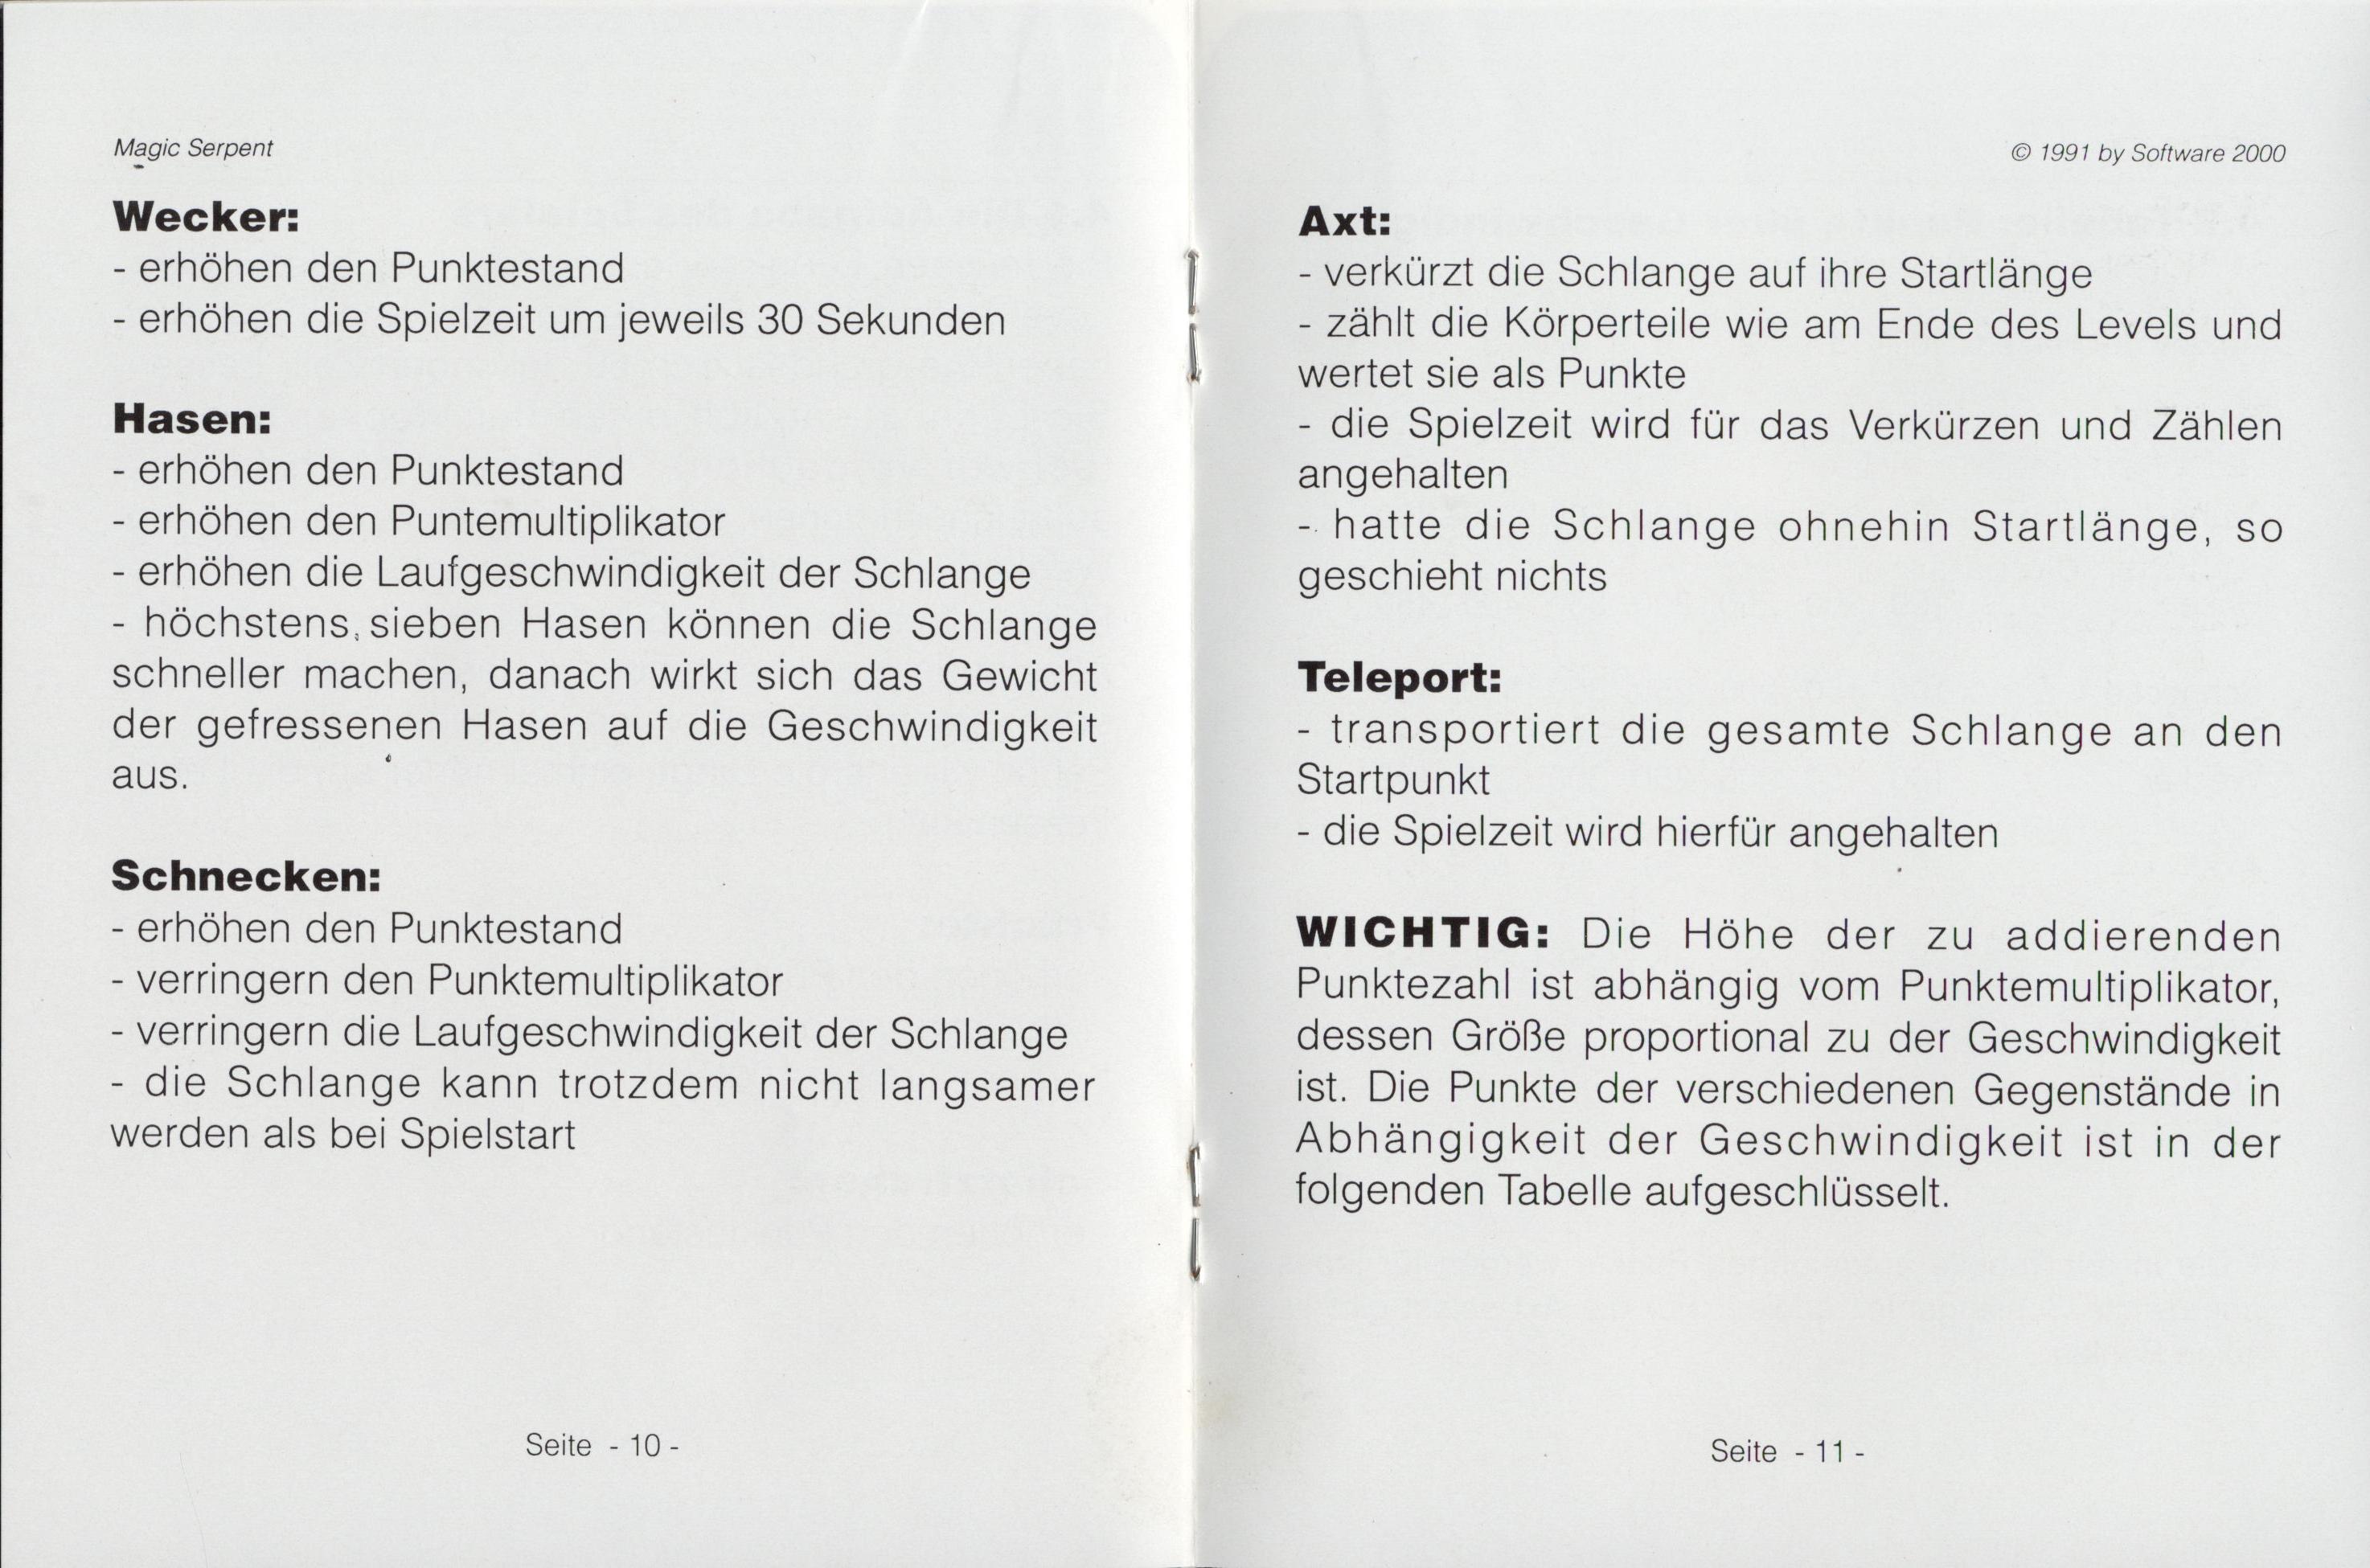 Magic Serpent
Wecker:
- erhöhen den Punktestand
- erhöhen die Spielzeit um jeweils 30 Sekunden
Hasen:
- erhöhen den Punktestand
- erhöhen den Puntemultiplikator
- erhöhen die Laufgeschwindigkeit der Schlange
- höchstens sieben Hasen können die Schlange
schneller machen, danach wirkt sich das Gewicht
der gefressenen Hasen auf die Geschwindigkeit
aus.
Schnecken:
- erhöhen den Punktestand
- verringern den Punktemultiplikator
- verringern die Laufgeschwindigkeit der Schlange
- die Schlange kann trotzdem nicht langsamer
werden als bei Spielstart
Seite - 10 -
© 1991 by Software 2000
Axt:
- verkürzt die Schlange auf ihre Startlänge
- zählt die Körperteile wie am Ende des Levels und
wertet sie als Punkte
- die Spielzeit wird für das Verkürzen und Zählen
angehalten
- hatte die Schlange ohnehin Startlänge, so
geschieht nichts
Teleport:
- transportiert die gesamte Schlange an den
Startpunkt
- die Spielzeit wird hierfür angehalten
WICHTIG: Die Höhe der zu addierenden
Punktezahl ist abhängig vom Punktemultiplikator,
dessen Größe proportional zu der Geschwindigkeit
ist. Die Punkte der verschiedenen Gegenstände in
Abhängigkeit der Geschwindigkeit ist in der
folgenden Tabelle aufgeschlüsselt.
Seite - 11 -